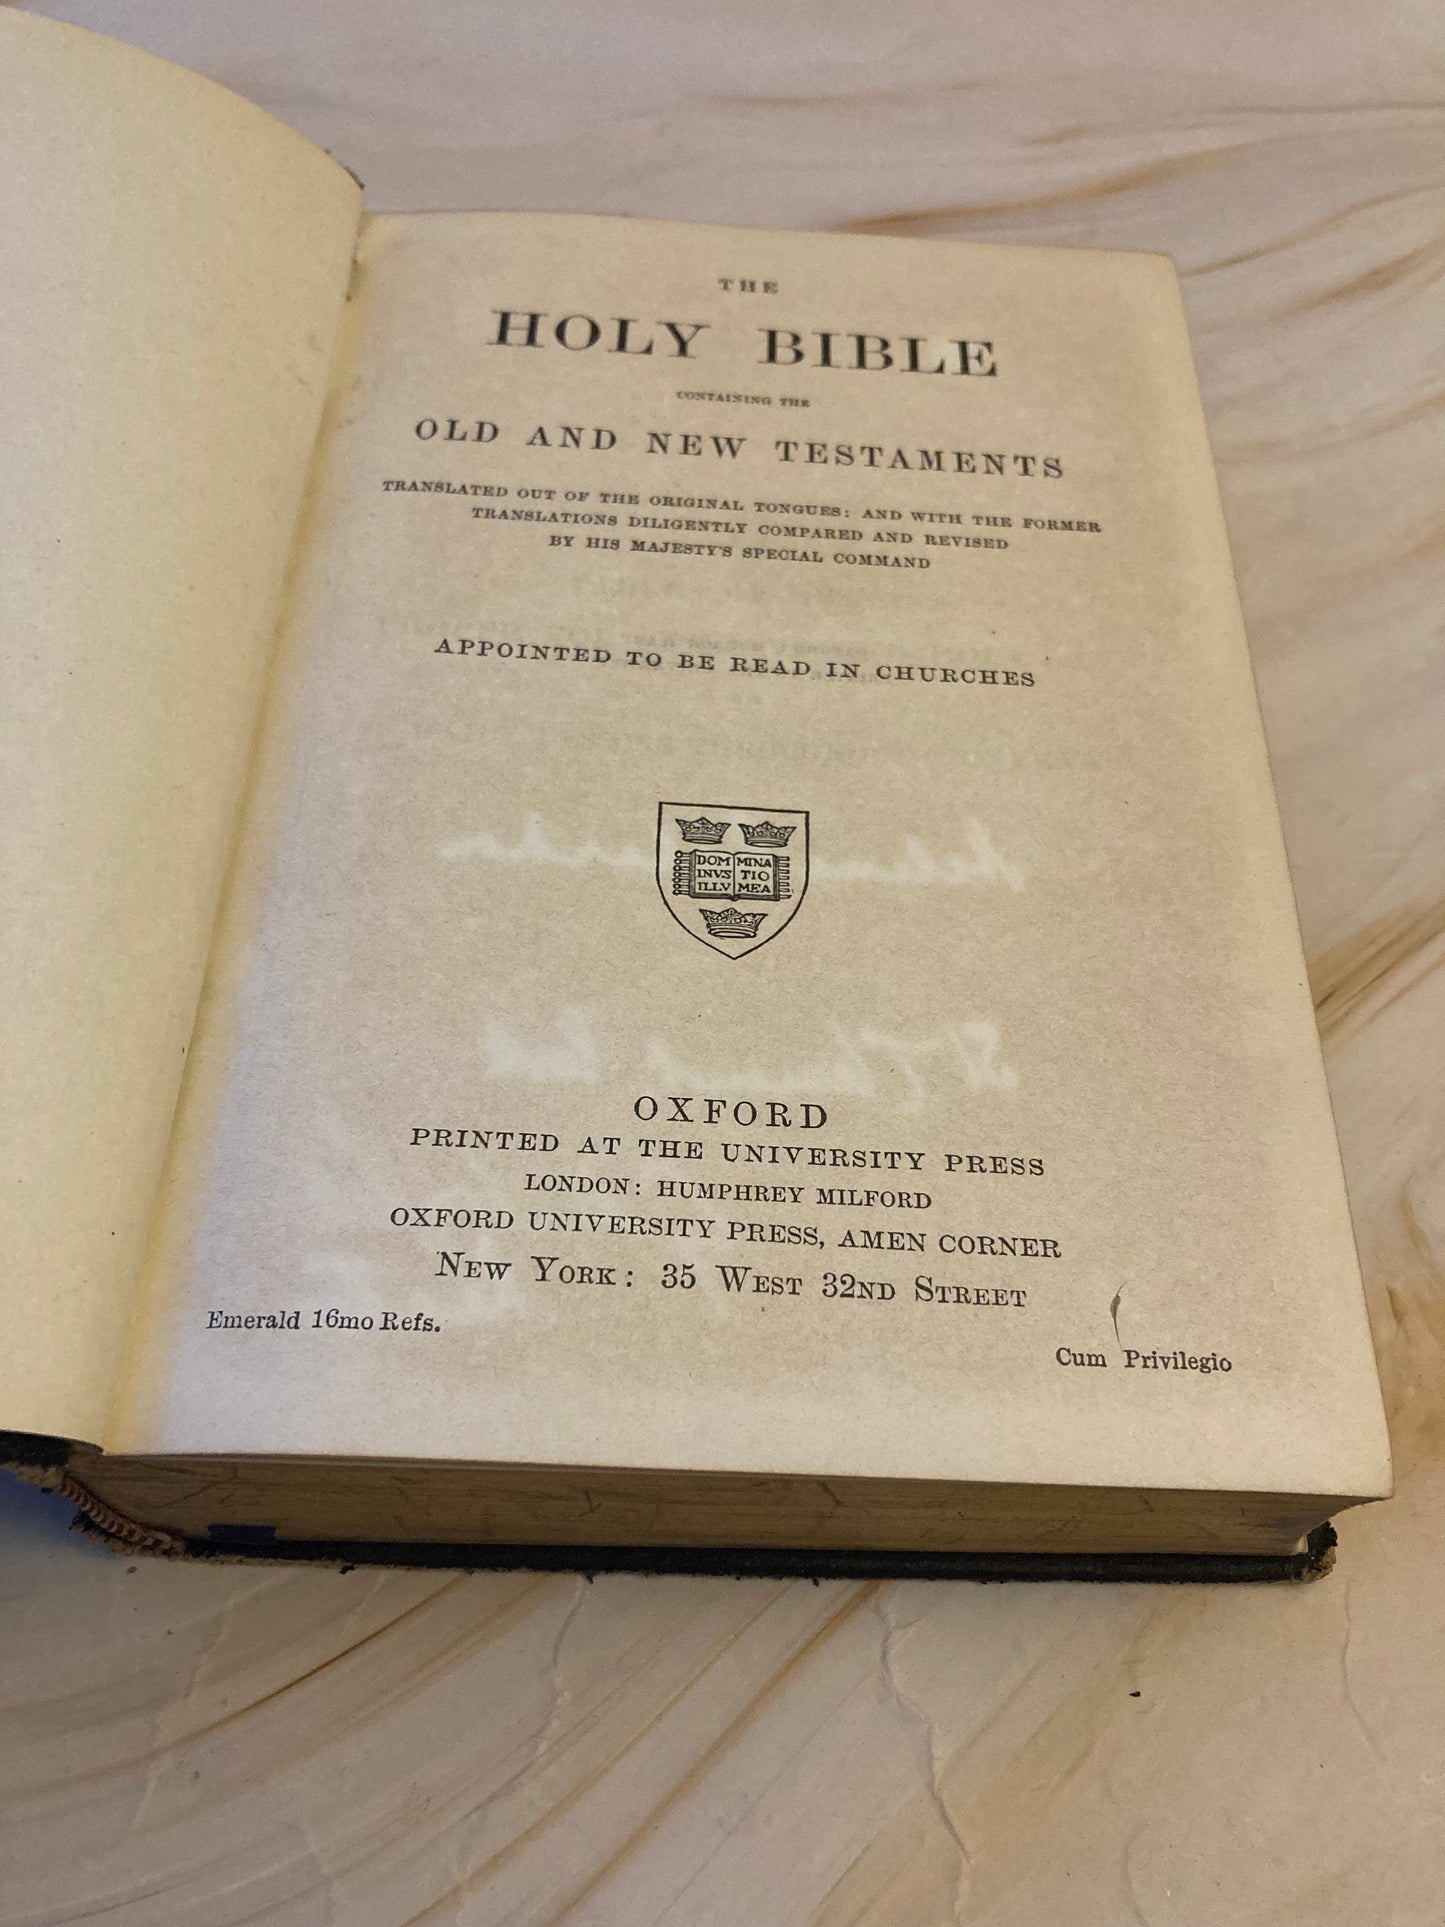 THE
HOLY BIBLE
CONTAINING THE
OLD AND NEW TESTAMENTS
TRANSLATED OUT OF THE ORIGINAL TONGUES: AND WITH THE FORMER
TRANSLATIONS DILIGENTLY COMPARED AND REVISED
BY HIS MAJESTY'S SPECIAL COMMAND
APPOINTED TO BE READ IN CHURCHES
DOM MINA
INVS TIO
ILLV MEA
OXFORD
PRINTED AT THE UNIVERSITY PRESS
LONDON: HUMPHREY MILFORD
OXFORD UNIVERSITY PRESS, AMEN CORNER
NEW YORK: 35 WEST 32ND STREET
Emerald 16mo Refs.
Cum Privilegio